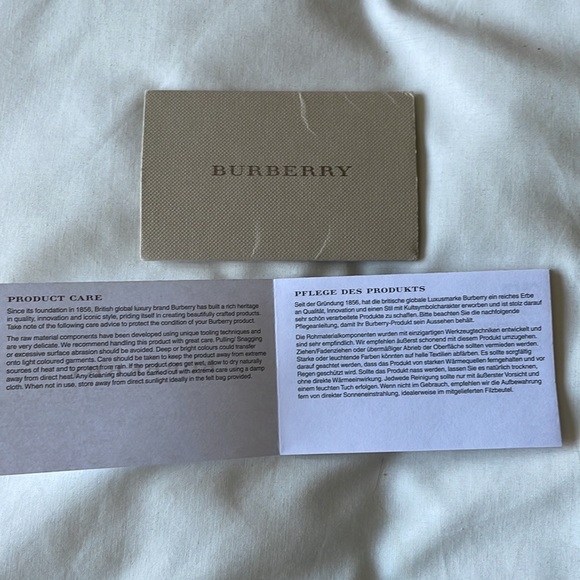 BURBERRY
PRODUCT CARE
Since its foundation in 1856, British global luxury brand Burberry has built a rich heritage
in quality, innovation and iconic style, priding itself in creating beautifully crafted products.
Take note of the following care advice to protect the condition of your Burberry product.
The raw material components have been developed using unique tooling techniques and
are very delicate. We recommend handling this product with great care. Pulling Snagging
or excessive surface abrasion should be avoided. Deep or bright colours could transfer
onto light coloured garments. Care should be taken to keep the product away from extreme
sources of heat and to protect from rain. If the product does get wet, allow to dry naturally
away from direct heat. Any cleaning should be carried out with extreme care using a damp
cloth. When not in use, store away from direct sunlight ideally in the felt bag provided.
PFLEGE DES PRODUKTS
Seit der Gründung 1856, hat die britische globale Luxusmarke Burberry ein reiches Erbe
an Qualität, Innovation und einen Stil mit Kultsymbolcharakter erworben und ist stolz darauf
sehr schön verarbeitete Produkte zu schaffen. Bitte beachten Sie die nachfolgende
Pflegeanleitung, damit Ihr Burberry-Produkt sein Aussehen behält.
Die Rohmaterialkomponenten wurden mit einzigartigen Werkzeugtechniken entwickelt und
sind sehr empfindlich. Wir empfehlen äußerst schonend mit diesem Produkt umzugehen.
Ziehen/Fadenziehen oder übermäßiger Abrieb der Oberfläche sollten vermieden werden.
Starke oder leuchtende Farben könnten auf helle Textilien abfärben. Es sollte sorgfältig
darauf geachtet werden, dass das Produkt von starken Wärmequellen ferngehalten und vor
Regen geschützt wird. Sollte das Produkt nass werden, lassen Sie es natürlich trocknen,
ohne direkte Wärmeeinwirkung. Jedwede Reinigung sollte nur mit äußerster Vorsicht und
einem feuchten Tuch erfolgen. Wenn nicht im Gebrauch, empfehlen wir die Aufbewahrung
fern von direkter Sonneneinstrahlung, idealerweise im mitgelieferten Filzbeutel.